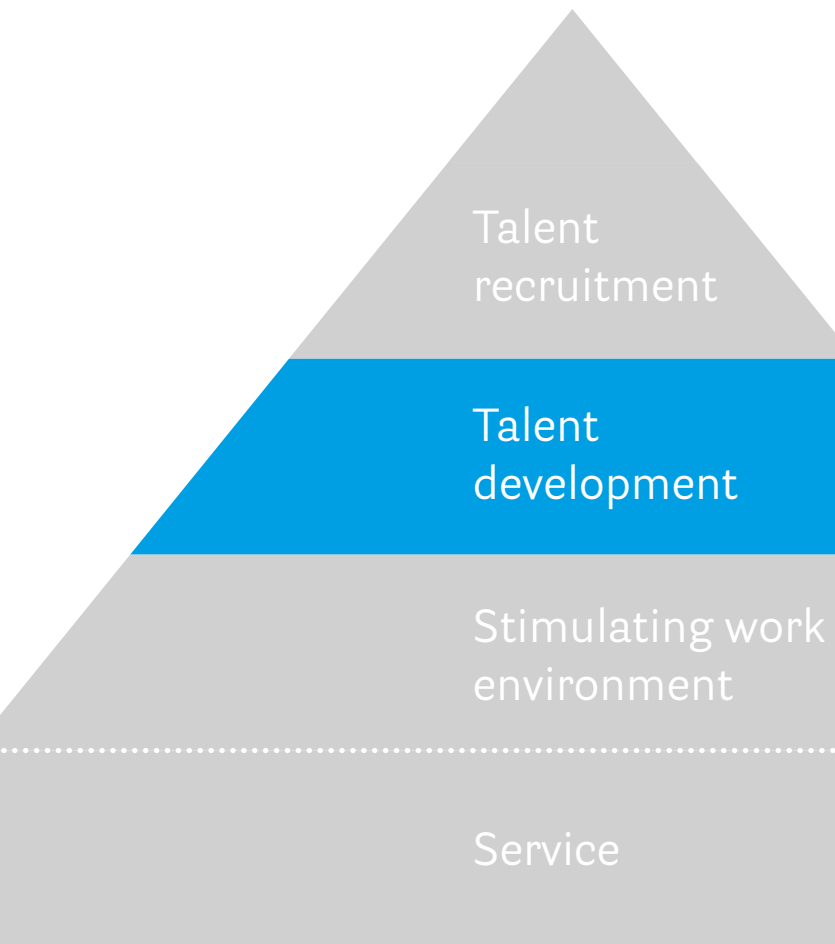 Talent
recruitment
Talent
development
Stimulating work
environment
Service